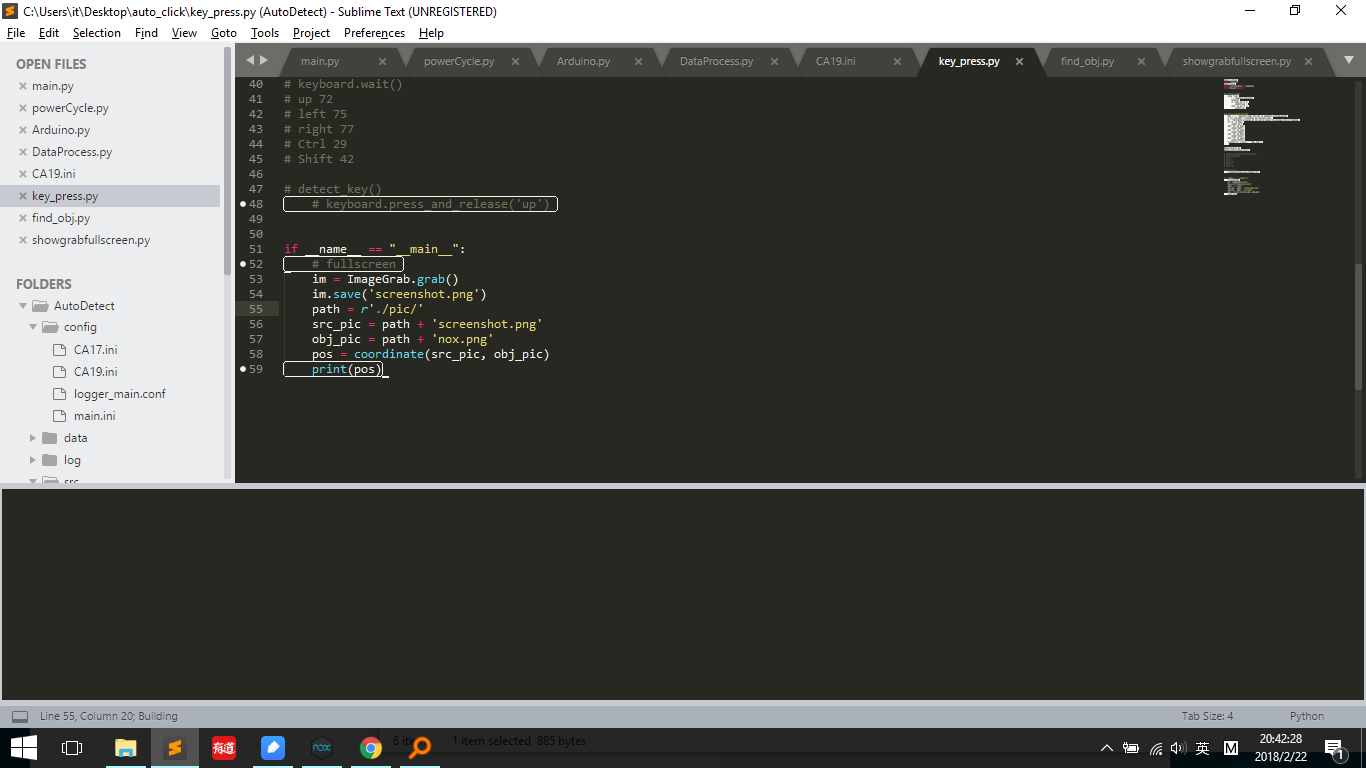 C:\Users\it\Desktop\auto_click\key_press.py (AutoDetect) - Sublime Text (UNREGISTERED)
File Edit Selection Find View Goto Tools Project Preferences Help
OPEN FILES
main.py
powerCycle.py
Arduino.py
DataProcess.py
CA19.ini
key_press.py
find_obj.py
showgrabfullscreen.py
FOLDERS
AutoDetect
config
CA17.ini
CA19.ini
logger_main.conf
main.ini
data
log
src
main.py powerCycle.py Arduino.py DataProcess.py CA19.ini key_press.py find_obj.py showgrabfullscreen.py
40 # keyboard.wait()
41 # up 72
42 # left 75
43 # right 77
44 # Ctrl 29
45 # Shift 42
46
47 # detect_key()
48 # keyboard.press_and_release('up')
49
50
51 if __name__ == "__main__":
52 # fullscreen
53 im = ImageGrab.grab()
54 im.save('screenshot.png')
55 path = r'./pic/'
56 src_pic = path + 'screenshot.png'
57 obj_pic = path + 'nox.png'
58 pos = coordinate(src_pic, obj_pic)
59 print(pos)
Line 55, Column 20; Building
Tab Size: 4
Python
有道
nox
6 ite
1 item selected 885 bytes
英
M
20:42:28
2018/2/22
1